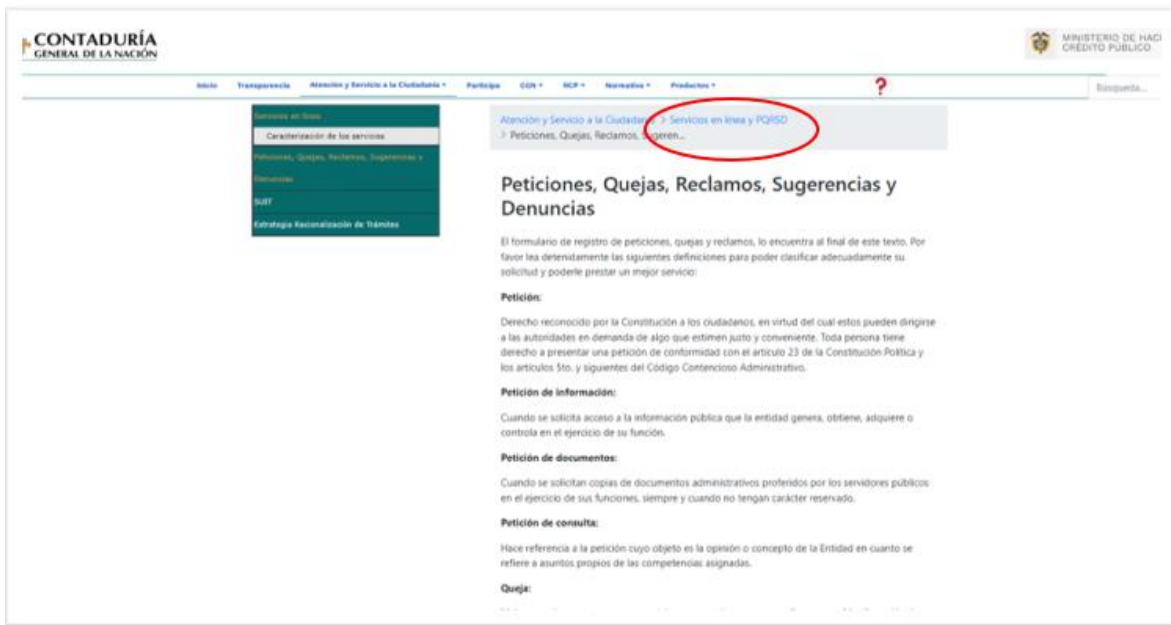 CONTADURÍA
GENERAL DE LA NACIÓN
MINISTERIO DE HACI
CRÉDITO PÚBLICO
Inicio Transparencia Atención y Servicio a la Ciudadanía Participa CGN RCP Normativa Productos ?
Búsqueda...
Servicios en línea
Caracterización de los servicios
Peticiones, Quejas, Reclamos, Sugerencias y
Denuncias
SUIT
Estrategia Racionalización de Trámites
Atención y Servicio a la Ciudadanía > Servicios en línea y PQRSD
> Peticiones, Quejas, Reclamos, Sugeren...
Peticiones, Quejas, Reclamos, Sugerencias y
Denuncias
El formulario de registro de peticiones, quejas y reclamos, lo encuentra al final de este texto. Por
favor lea detenidamente las siguientes definiciones para poder clasificar adecuadamente su
solicitud y poderle prestar un mejor servicio:
Petición:
Derecho reconocido por la Constitución a los ciudadanos, en virtud del cual estos pueden dirigirse
a las autoridades en demanda de algo que estimen justo y conveniente. Toda persona tiene
derecho a presentar una petición de conformidad con el artículo 23 de la Constitución Política y
los artículos 5to. y siguientes del Código Contencioso Administrativo.
Petición de información:
Cuando se solicita acceso a la información pública que la entidad genera, obtiene, adquiere o
controla en el ejercicio de su función.
Petición de documentos:
Cuando se solicitan copias de documentos administrativos proferidos por los servidores públicos
en el ejercicio de sus funciones, siempre y cuando no tengan carácter reservado.
Petición de consulta:
Hace referencia a la petición cuyo objeto es la opinión o concepto de la Entidad en cuanto se
refiere a asuntos propios de las competencias asignadas.
Queja: